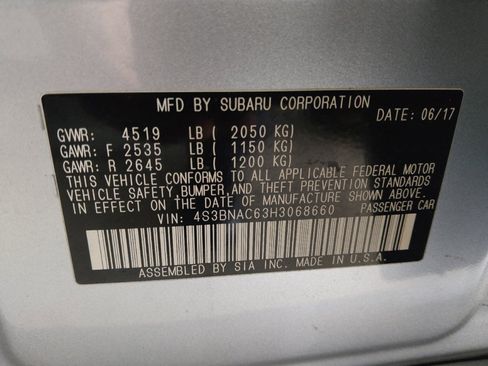 MFD BY SUBARU CORPORATION
DATE: 06/17
GVWR: 4519 LB ( 2050 KG)
GAWR: F 2535 LB ( 1150 KG)
GAWR: R 2645 LB ( 1200 KG)
THIS VEHICLE CONFORMS TO ALL APPLICABLE FEDERAL MOTOR
VEHICLE SAFETY, BUMPER, AND THEFT PREVENTION STANDARDS
IN EFFECT ON THE DATE OF MANUFACTURE SHOWN ABOVE.
VIN: 4S3BNAC63H3068660 PASSENGER CAR
ASSEMBLED BY SIA INC. MADE IN U.S.A.